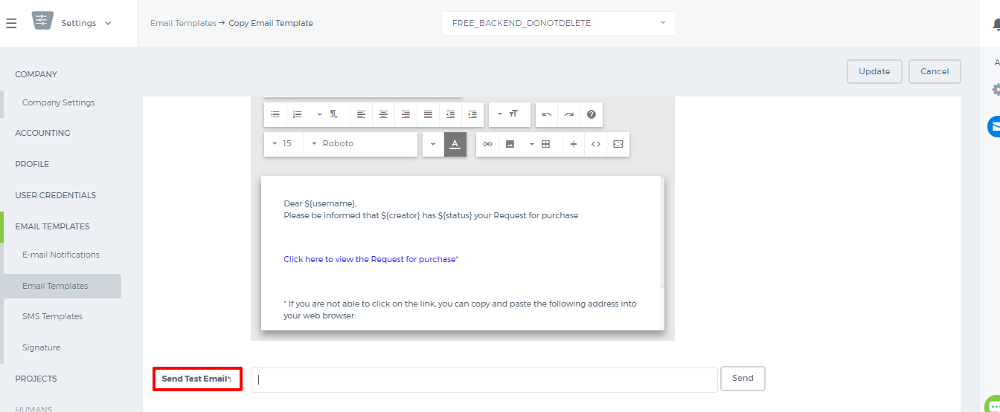 Settings
Email Templates → Copy Email Template
FREE_BACKEND_DONOTDELETE
COMPANY
Company Settings
ACCOUNTING
PROFILE
USER CREDENTIALS
EMAIL TEMPLATES
E-mail Notifications
Email Templates
SMS Templates
Signature
PROJECTS
HUMANS
Update
Cancel
15
Roboto
A
Dear ${username},
Please be informed that ${creator} has ${status} your Request for purchase
Click here to view the Request for purchase*
* If you are not able to click on the link, you can copy and paste the following address into
your web browser:
Send Test Email*:
Send